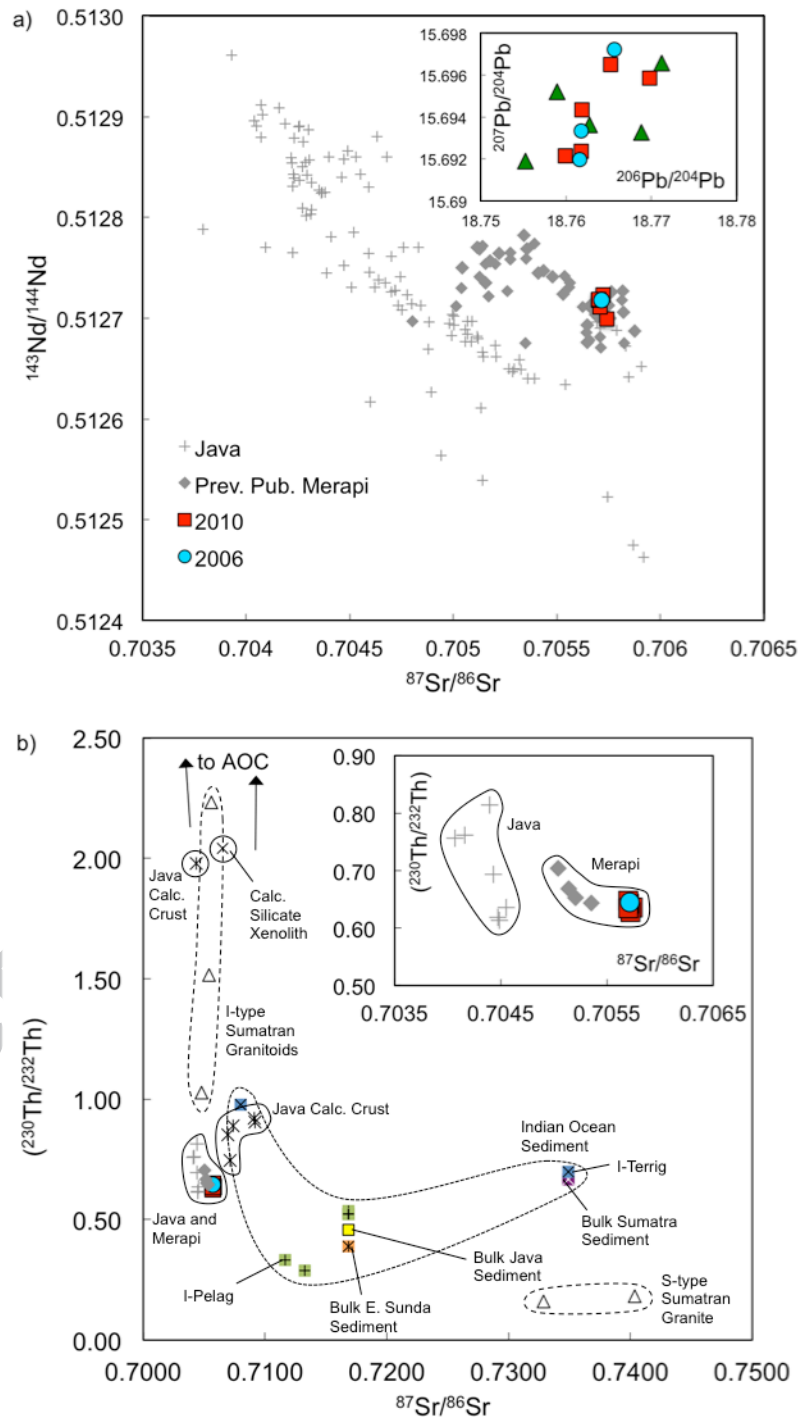 a)
0.5130
0.5129
0.5128
0.5127
0.5126
0.5125
0.5124
¹⁴³Nd/¹⁴⁴Nd
15.698
15.696
15.694
15.692
15.69
²⁰⁷Pb/²⁰⁴Pb
²⁰⁶Pb/²⁰⁴Pb
18.75 18.76 18.77 18.78
Java
Prev. Pub. Merapi
2010
2006
0.7035 0.704 0.7045 0.705 0.7055 0.706 0.7065
⁸⁷Sr/⁸⁶Sr
b)
2.50
2.00
1.50
1.00
0.50
0.00
(²³⁰Th/²³²Th)
to AOC
Java
Calc.
Crust
Calc.
Silicate
Xenolith
I-type
Sumatran
Granitoids
0.90
0.80
0.70
0.60
0.50
(²³⁰Th/²³²Th)
Java
Merapi
⁸⁷Sr/⁸⁶Sr
0.7035 0.7045 0.7055 0.7065
Java Calc. Crust
Indian Ocean
Sediment
I-Terrig
Java and
Merapi
Bulk Sumatra
Sediment
Bulk Java
Sediment
I-Pelag
Bulk E. Sunda
Sediment
S-type
Sumatran
Granite
0.7000 0.7100 0.7200 0.7300 0.7400 0.7500
⁸⁷Sr/⁸⁶Sr